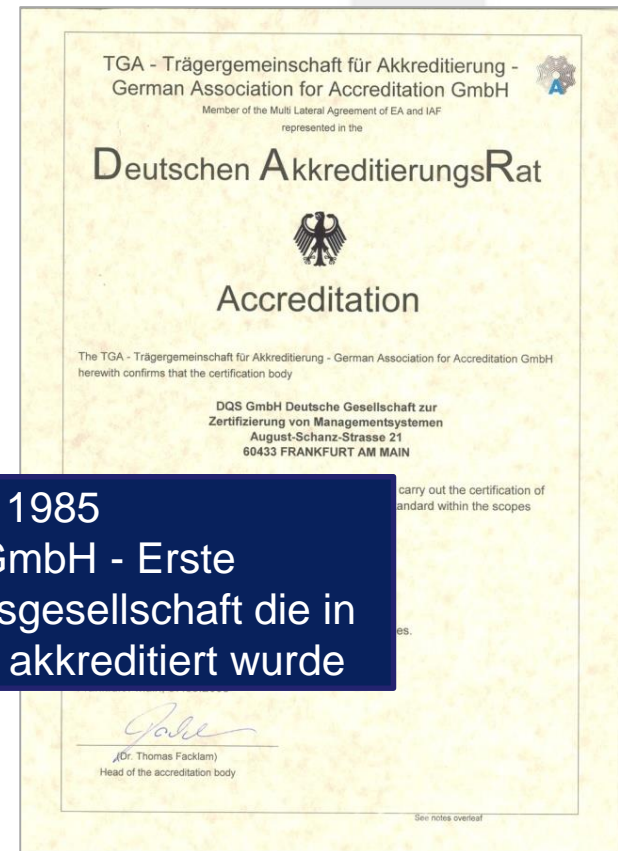 TGA - Trägergemeinschaft für Akkreditierung -
German Association for Accreditation GmbH
A
Member of the Multi Lateral Agreement of EA and IAF
represented in the
Deutschen AkkreditierungsRat
Accreditation
The TGA - Trägergemeinschaft für Akkreditierung - German Association for Accreditation GmbH
herewith confirms that the certification body
DQS GmbH Deutsche Gesellschaft zur
Zertifizierung von Managementsystemen
August-Schanz-Strasse 21
60433 FRANKFURT AM MAIN
carry out the certification of
andard within the scopes
1985
GmbH - Erste
sgesellschaft die in
akkreditiert wurde
es.
(Dr. Thomas Facklam)
Head of the accreditation body
See notes overleaf